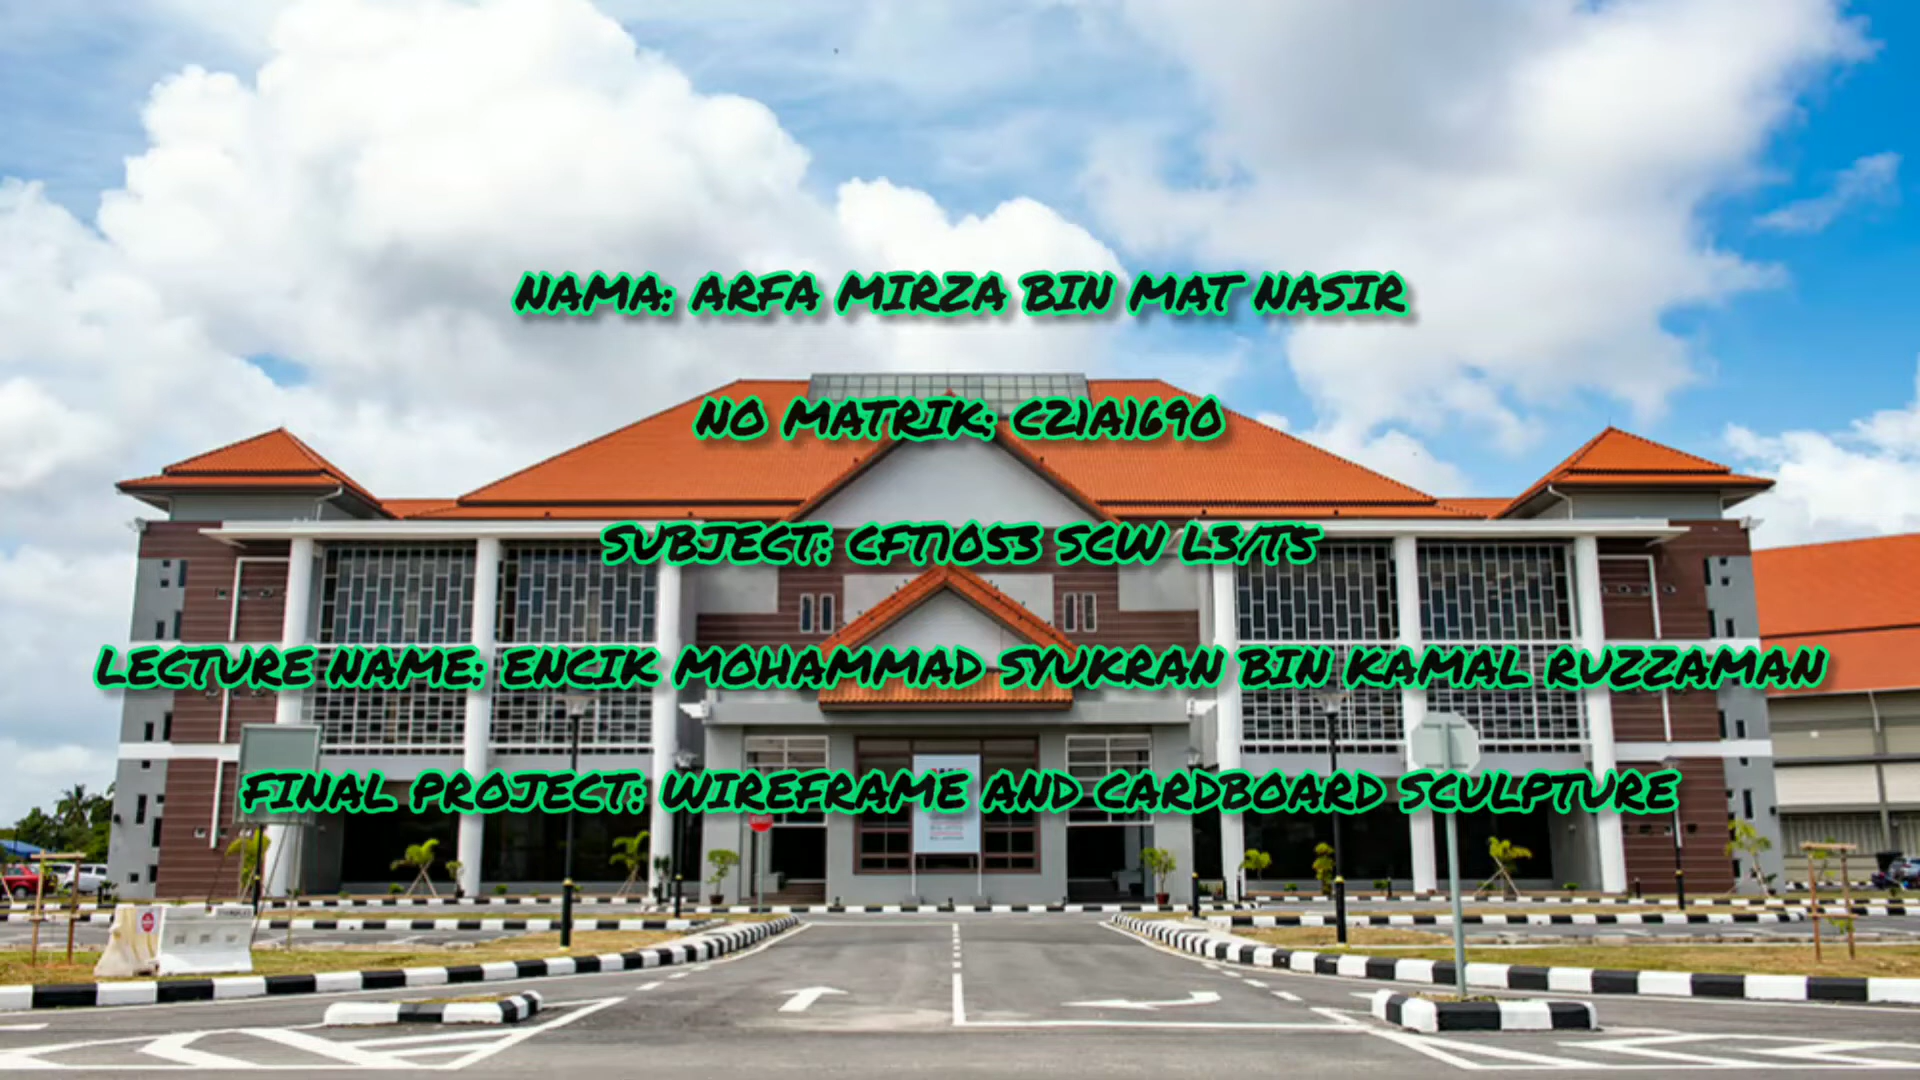 NAMA: ARFA MIRZA BIN MAT NASIR
NO MATRIK: C21A1690
SUBJECT: CFT1053 SCW L3/T5
LECTURE NAME: ENCIK MOHAMMAD SYUKRAN BIN KAMAL RUZZAMAN
FINAL PROJECT: WIREFRAME AND CARDBOARD SCULPTURE